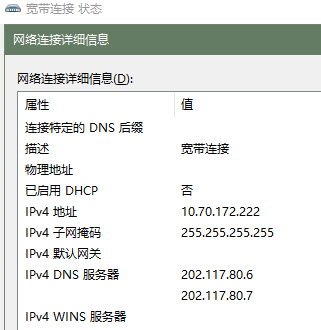 宽带连接 状态
网络连接详细信息
网络连接详细信息(D):
属性 值
连接特定的 DNS 后缀
描述 宽带连接
物理地址
已启用 DHCP 否
IPv4 地址 10.70.172.222
IPv4 子网掩码 255.255.255.255
IPv4 默认网关
IPv4 DNS 服务器 202.117.80.6
202.117.80.7
IPv4 WINS 服务器